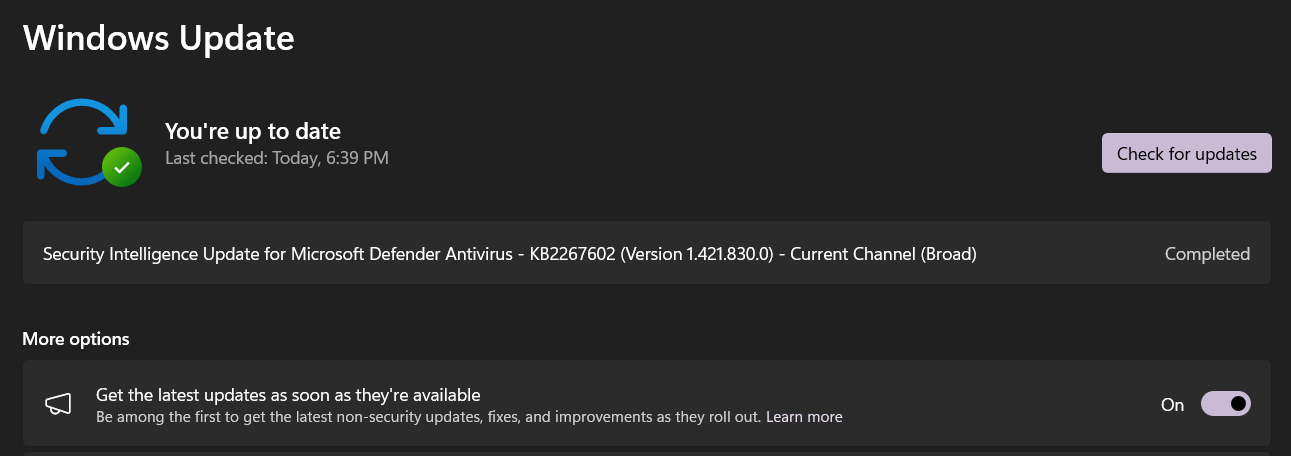 Windows Update
You're up to date
Last checked: Today, 6:39 PM
Check for updates
Security Intelligence Update for Microsoft Defender Antivirus - KB2267602 (Version 1.421.830.0) - Current Channel (Broad)
Completed
More options
Get the latest updates as soon as they're available
Be among the first to get the latest non-security updates, fixes, and improvements as they roll out. Learn more
On